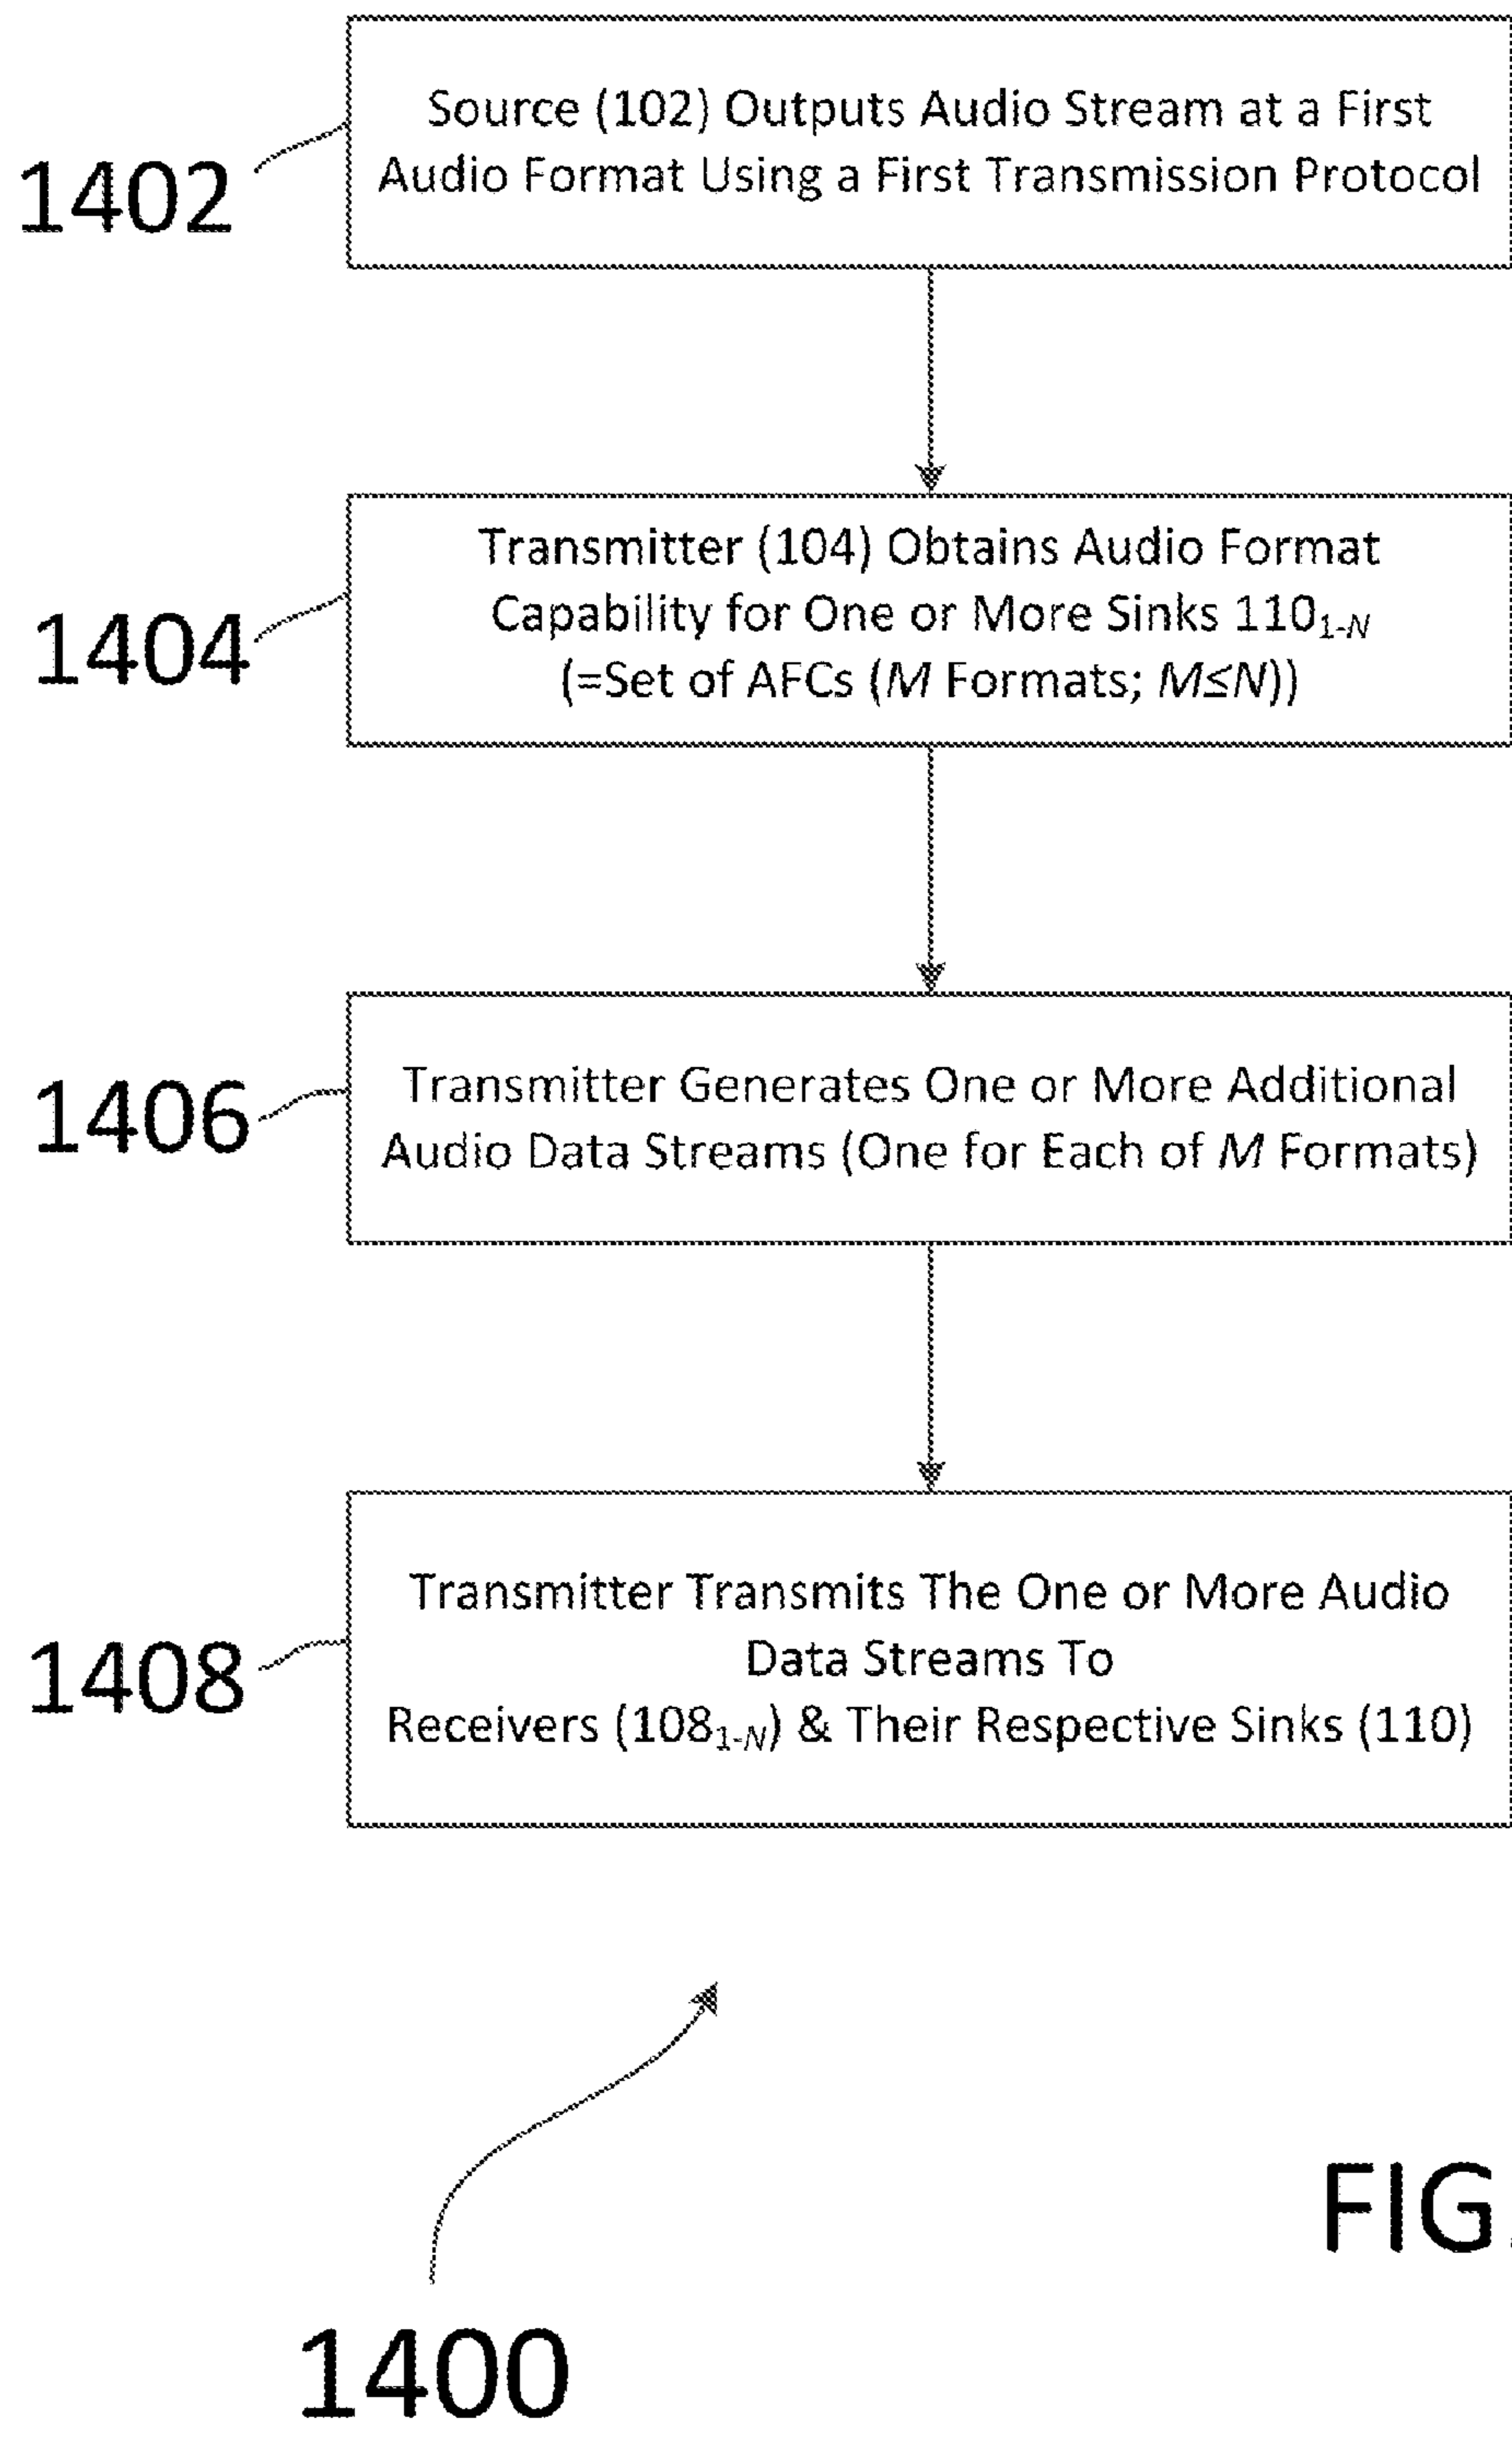 1402
Source (102) Outputs Audio Stream at a First
Audio Format Using a First Transmission Protocol
1404
Transmitter (104) Obtains Audio Format
Capability for One or More Sinks 110₁₋N
(=Set of AFCs (M Formats; M≤N))
1406
Transmitter Generates One or More Additional
Audio Data Streams (One for Each of M Formats)
1408
Transmitter Transmits The One or More Audio
Data Streams To
Receivers (108₁₋N) & Their Respective Sinks (110)
1400
FIG.